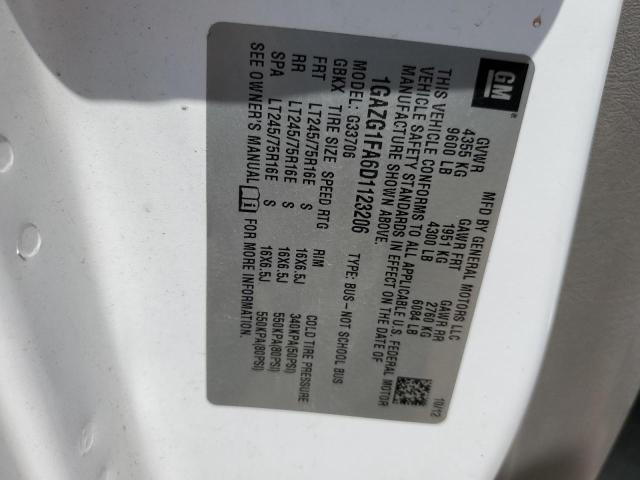 GM
MFD BY GENERAL MOTORS LLC
GVWR GAWR FRT GAWR RR
4355 KG 1951 KG 2760 KG
9600 LB 4300 LB 6084 LB
THIS VEHICLE CONFORMS TO ALL APPLICABLE U.S. FEDERAL MOTOR
VEHICLE SAFETY STANDARDS IN EFFECT ON THE DATE OF
MANUFACTURE SHOWN ABOVE.
10/12
1GAZG1FA6D1123206
TYPE: BUS-NOT SCHOOL BUS
MODEL: G33706
GBKX TIRE SIZE SPEED RTG RIM COLD TIRE PRESSURE
FRT LT245/75R16E S 16X6.5J 340KPA(50PSI)
RR LT245/75R16E S 16X6.5J 550KPA(80PSI)
SPA LT245/75R16E S 16X6.5J 550KPA(80PSI)
SEE OWNER'S MANUAL FOR MORE INFORMATION